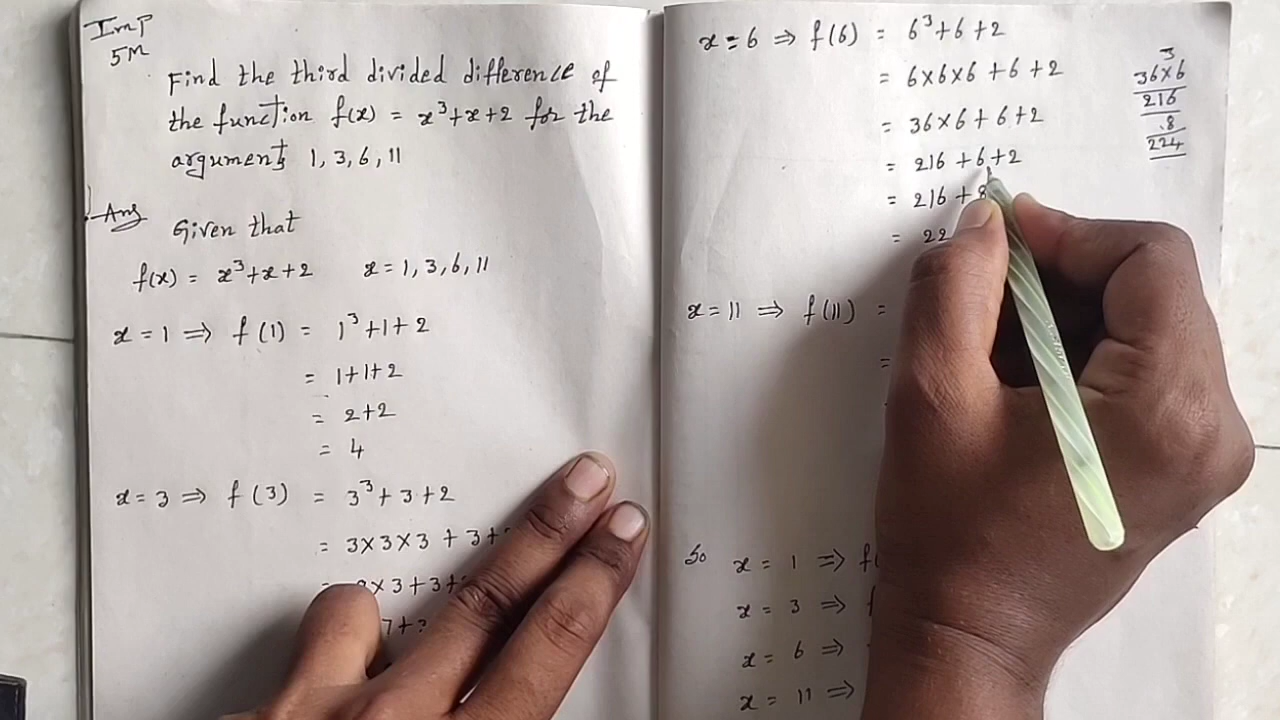 Imp
5M
Find the third divided difference of
the function f(x) = x³+x+2 for the
arguments 1, 3, 6, 11
Ans
Given that
f(x) = x³+x+2 x = 1, 3, 6, 11
x = 1 ⇒ f(1) = 1³+1+2
= 1+1+2
= 2+2
= 4
x = 3 ⇒ f(3) = 3³+3+2
= 3×3×3 + 3+
×3+3+
7+
x = 6 ⇒ f(6) = 6³+6+2
= 6×6×6 +6+2
= 36×6+6+2
= 216 +6+2
= 216 +8
= 22
3
36×6
216
8
224
x = 11 ⇒ f(11) =
=
So x = 1 ⇒ f(
x = 3 ⇒
x = 6 ⇒
x = 11 ⇒